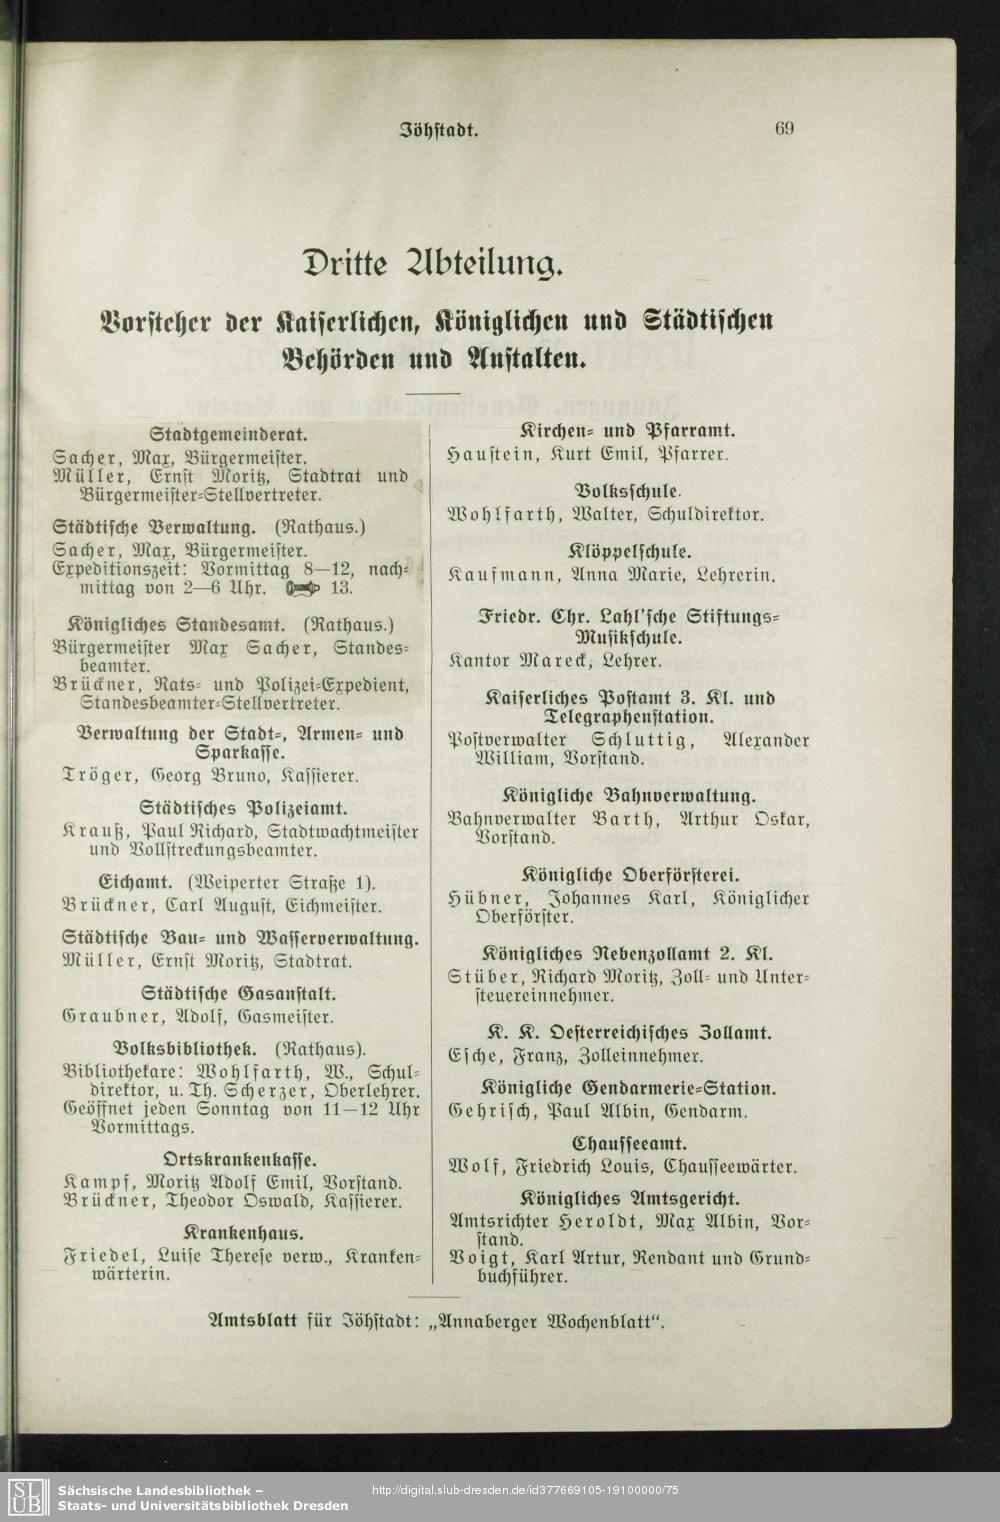 Jöhstadt.
69
Dritte Abteilung.
Vorsteher der Kaiserlichen, Königlichen und Städtischen
Behörden und Anstalten.
Stadtgemeinderat.
Sacher, Max, Bürgermeister.
Müller, Ernst Moritz, Stadtrat und
Bürgermeister-Stellvertreter.
Städtische Verwaltung. (Rathaus.)
Sacher, Max, Bürgermeister.
Expeditionszeit: Vormittag 8—12, nach-
mittag von 2—6 Uhr. 13.
Königliches Standesamt. (Rathaus.)
Bürgermeister Max Sacher, Standes-
beamter.
Brückner, Rats- und Polizei-Expedient,
Standesbeamter-Stellvertreter.
Verwaltung der Stadt-, Armen- und
Sparkasse.
Tröger, Georg Bruno, Kassierer.
Städtisches Polizeiamt.
Krauß, Paul Richard, Stadtwachtmeister
und Vollstreckungsbeamter.
Eichamt. (Weiperter Straße 1).
Brückner, Carl August, Eichmeister.
Städtische Bau- und Wasserverwaltung.
Müller, Ernst Moritz, Stadtrat.
Städtische Gasanstalt.
Graubner, Adolf, Gasmeister.
Volksbibliothek. (Rathaus).
Bibliothekare: Wohlfarth, W., Schul-
direktor, u. Th. Scherzer, Oberlehrer.
Geöffnet jeden Sonntag von 11—12 Uhr
Vormittags.
Ortskrankenkasse.
Kampf, Moritz Adolf Emil, Vorstand.
Brückner, Theodor Oswald, Kassierer.
Krankenhaus.
Friedel, Luise Therese verw., Kranken-
wärterin.
Kirchen- und Pfarramt.
Haustein, Kurt Emil, Pfarrer.
Volksschule.
Wohlfarth, Walter, Schuldirektor.
Klöppelschule.
Kaufmann, Anna Marie, Lehrerin.
Friedr. Chr. Lahl'sche Stiftungs-
Musikschule.
Kantor Mareck, Lehrer.
Kaiserliches Postamt 3. Kl. und
Telegraphenstation.
Postverwalter Schluttig, Alexander
William, Vorstand.
Königliche Bahnverwaltung.
Bahnverwalter Barth, Arthur Oskar,
Vorstand.
Königliche Oberförsterei.
Hübner, Johannes Karl, Königlicher
Oberförster.
Königliches Nebenzollamt 2. Kl.
Stüber, Richard Moritz, Zoll- und Unter-
steuereinnehmer.
K. K. Oesterreichisches Zollamt.
Esche, Franz, Zolleinnehmer.
Königliche Gendarmerie-Station.
Gehrisch, Paul Albin, Gendarm.
Chausseeamt.
Wolf, Friedrich Louis, Chausseewärter.
Königliches Amtsgericht.
Amtsrichter Heroldt, Max Albin, Vor-
stand.
Voigt, Karl Artur, Rendant und Grund-
buchführer.
Amtsblatt für Jöhstadt: „Annaberger Wochenblatt“.
SLUB
Sächsische Landesbibliothek –
Staats- und Universitätsbibliothek Dresden
http://digital.slub-dresden.de/id377669105-19100000/75